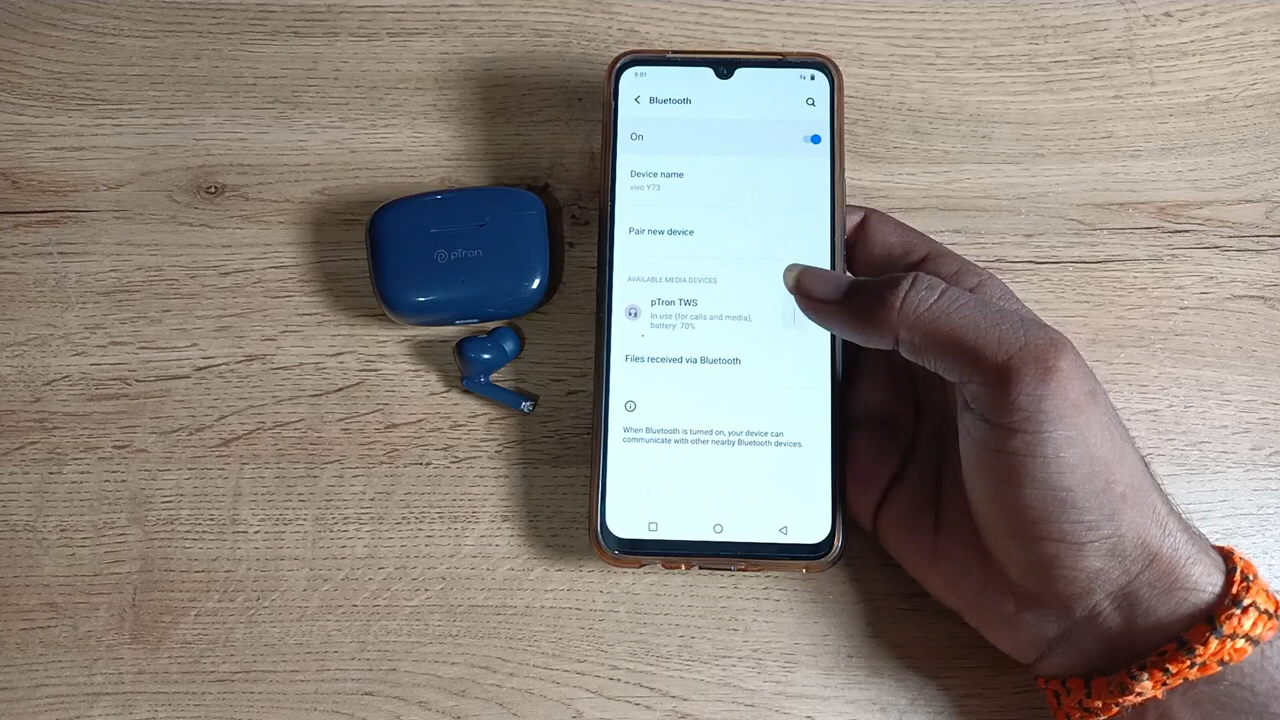 9:01
Bluetooth
On
Device name
vivo Y73
Pair new device
AVAILABLE MEDIA DEVICES
pTron TWS
In use (for calls and media),
battery: 70%
Files received via Bluetooth
When Bluetooth is turned on, your device can
communicate with other nearby Bluetooth devices.
pTron